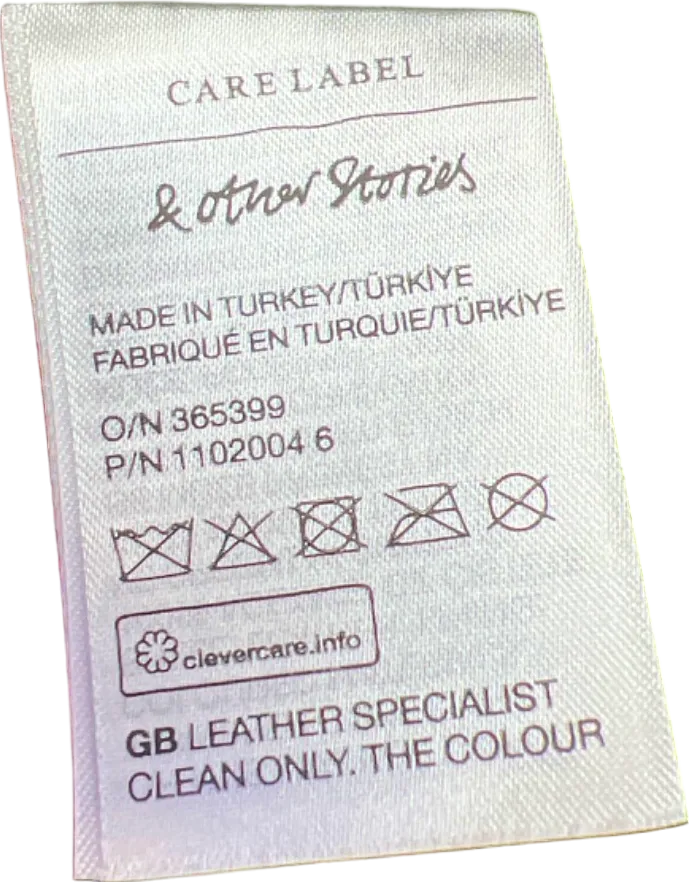 CARE LABEL
& other Stories
MADE IN TURKEY/TÜRKİYE
FABRIQUÉ EN TURQUIE/TÜRKİYE
O/N 365399
P/N 1102004 6
clevercare.info
GB LEATHER SPECIALIST
CLEAN ONLY. THE COLOUR